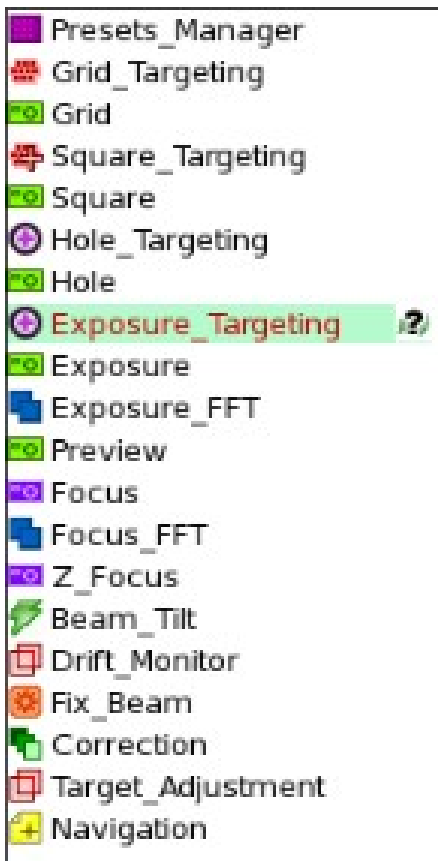 Presets_Manager
Grid_Targeting
Grid
Square_Targeting
Square
Hole_Targeting
Hole
Exposure_Targeting ?
Exposure
Exposure_FFT
Preview
Focus
Focus_FFT
Z_Focus
Beam_Tilt
Drift_Monitor
Fix_Beam
Correction
Target_Adjustment
Navigation